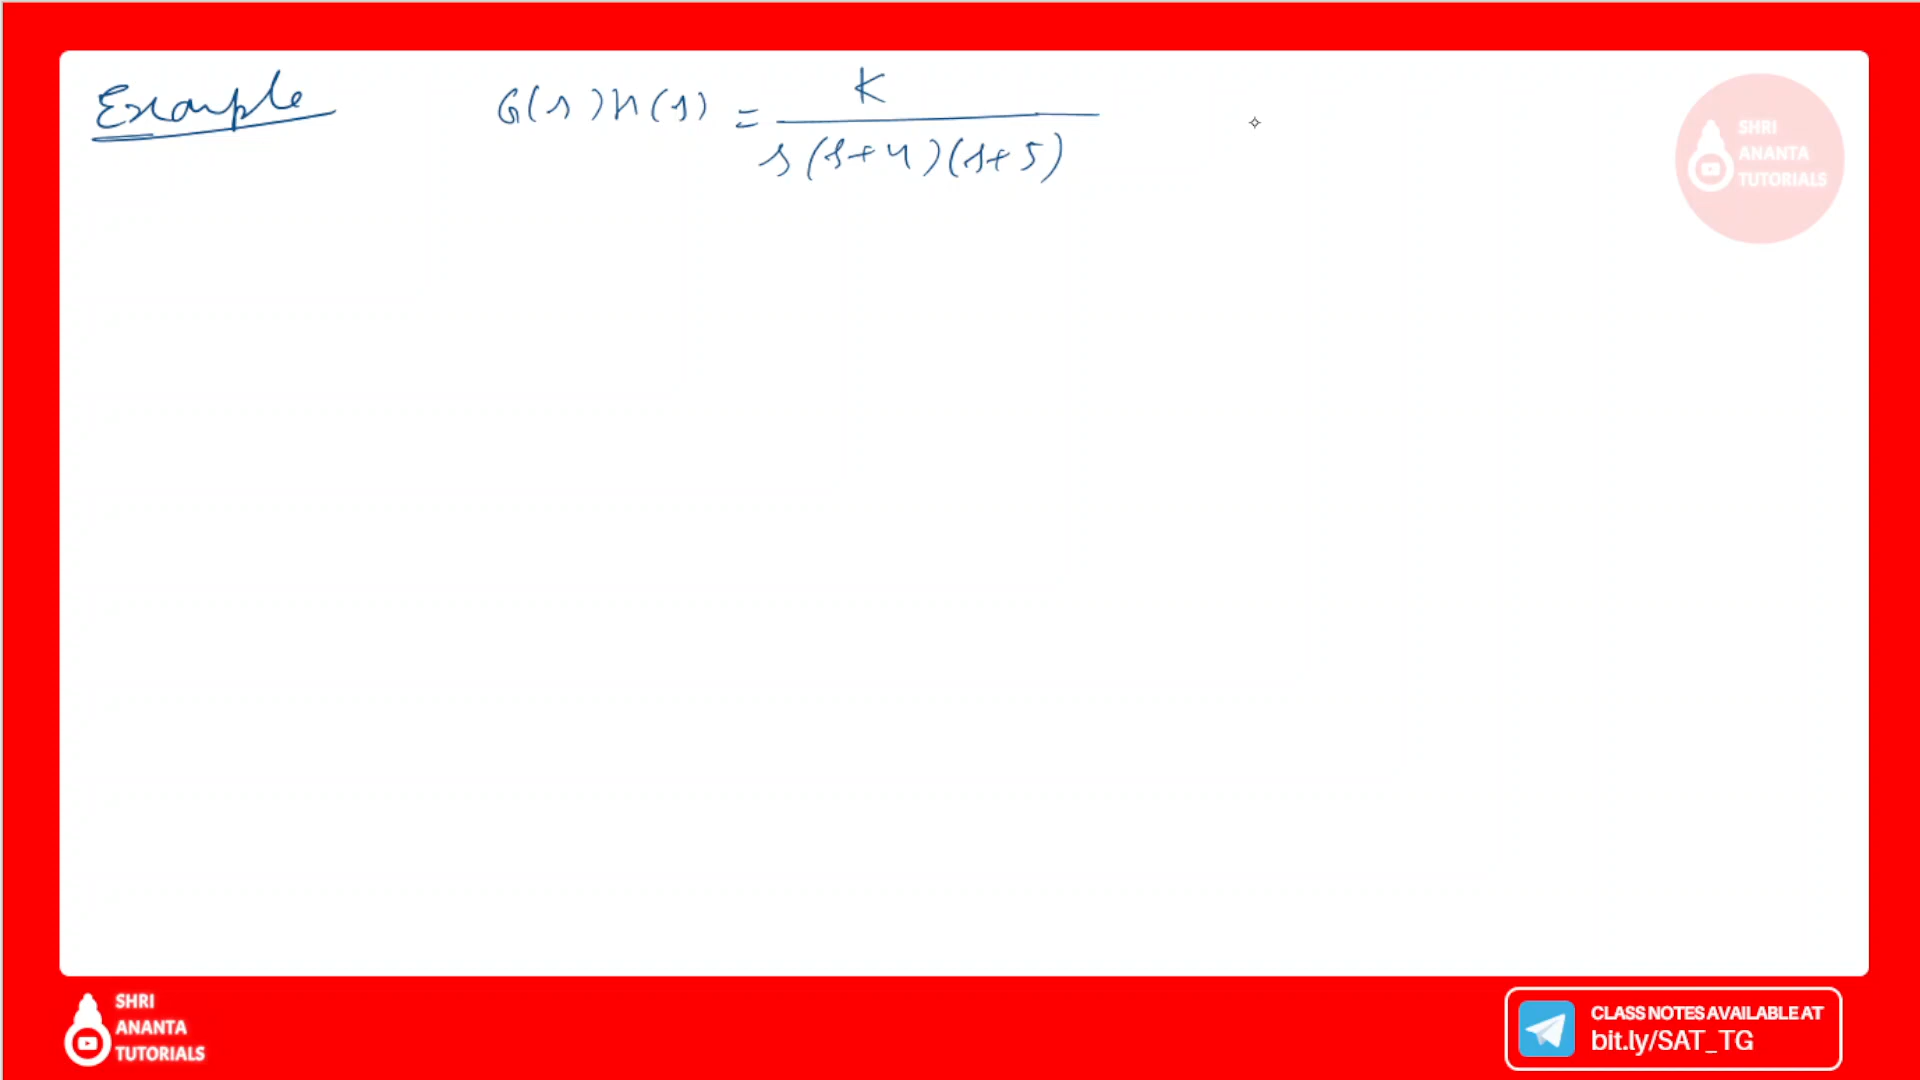 Example
G(s)H(s) = K
s(s+4)(s+5)
SHRI
ANANTA
TUTORIALS
SHRI
ANANTA
TUTORIALS
CLASS NOTES AVAILABLE AT
bit.ly/SAT_TG